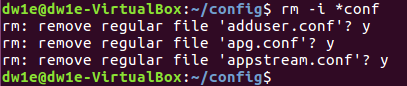 dw1e@dw1e-VirtualBox:~/config$ rm -i *conf
rm: remove regular file 'adduser.conf'? y
rm: remove regular file 'apg.conf'? y
rm: remove regular file 'appstream.conf'? y
dw1e@dw1e-VirtualBox:~/config$